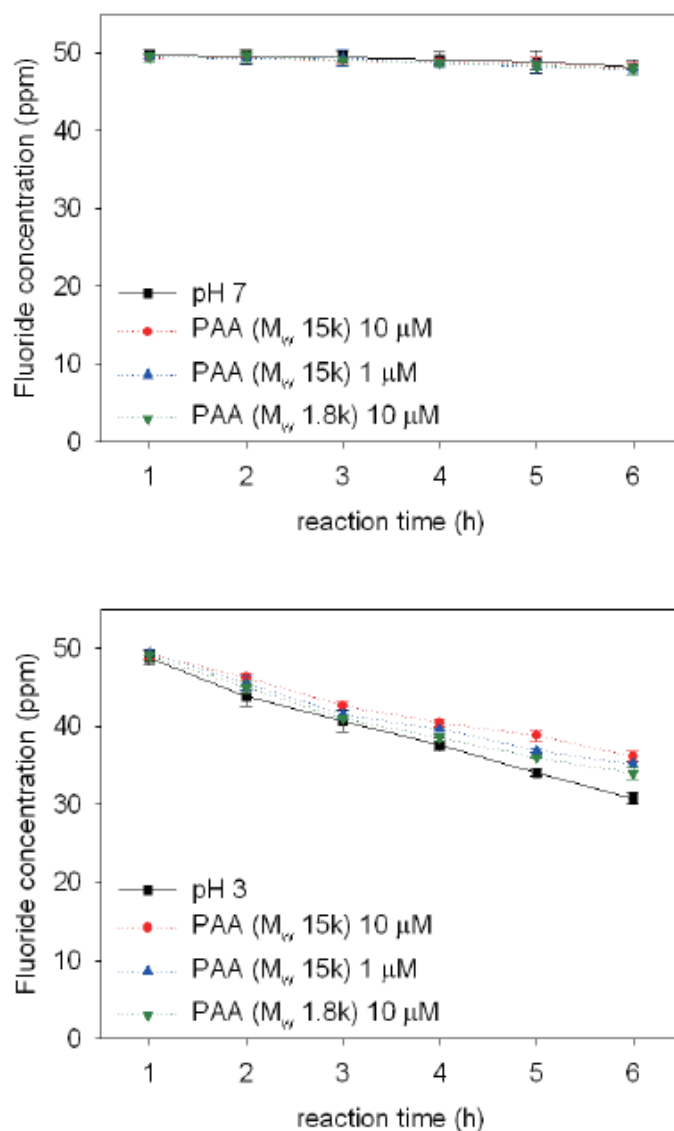 Fluoride concentration (ppm)
50
40
30
20
10
0
pH 7
PAA (Mw 15k) 10 μM
PAA (Mw 15k) 1 μM
PAA (Mw 1.8k) 10 μM
1 2 3 4 5 6
reaction time (h)
Fluoride concentration (ppm)
50
40
30
20
10
0
pH 3
PAA (Mw 15k) 10 μM
PAA (Mw 15k) 1 μM
PAA (Mw 1.8k) 10 μM
1 2 3 4 5 6
reaction time (h)